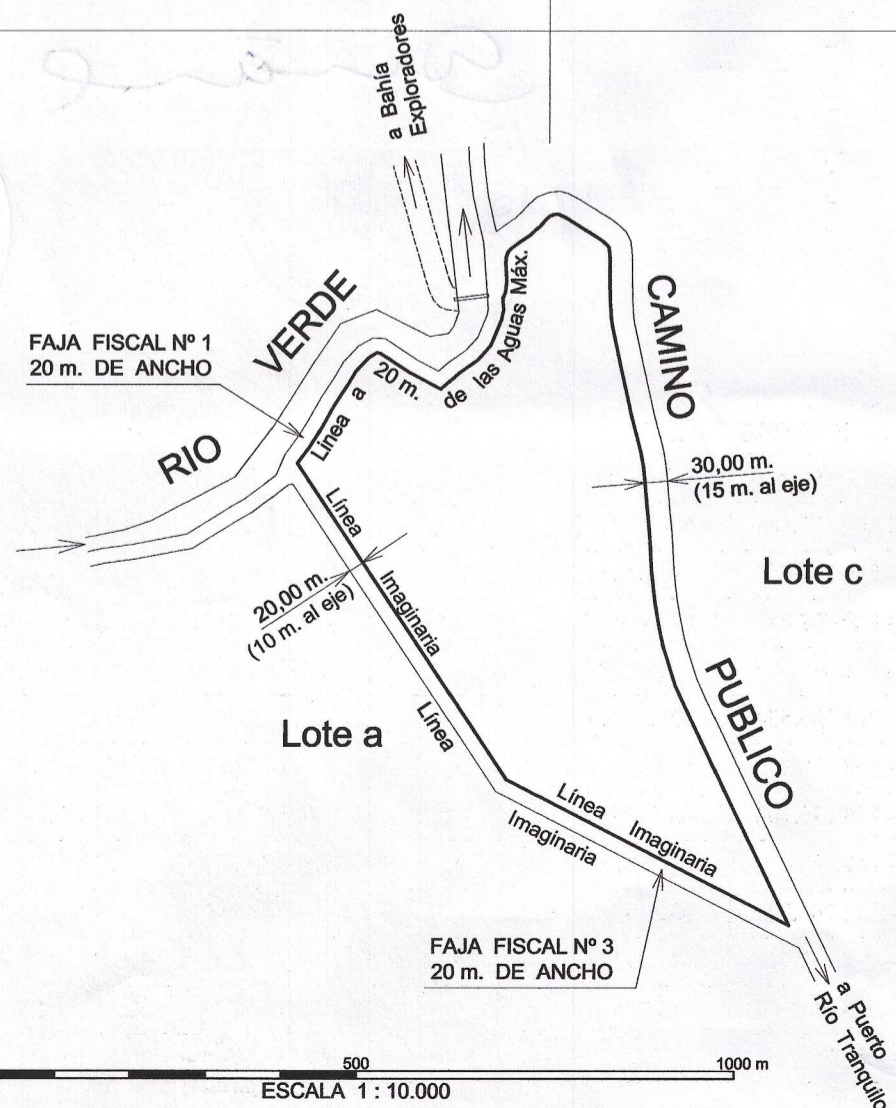 a Bahía
Exploradores
FAJA FISCAL Nº 1
20 m. DE ANCHO
RIO VERDE
Línea a 20 m. de las Aguas Máx.
CAMINO PUBLICO
30,00 m.
(15 m. al eje)
Lote c
Línea Imaginaria
20,00 m.
(10 m. al eje)
Lote a
Línea
Línea Imaginaria
Imaginaria
FAJA FISCAL Nº 3
20 m. DE ANCHO
a Puerto
Río Tranquilo
500
1000 m
ESCALA 1 : 10.000